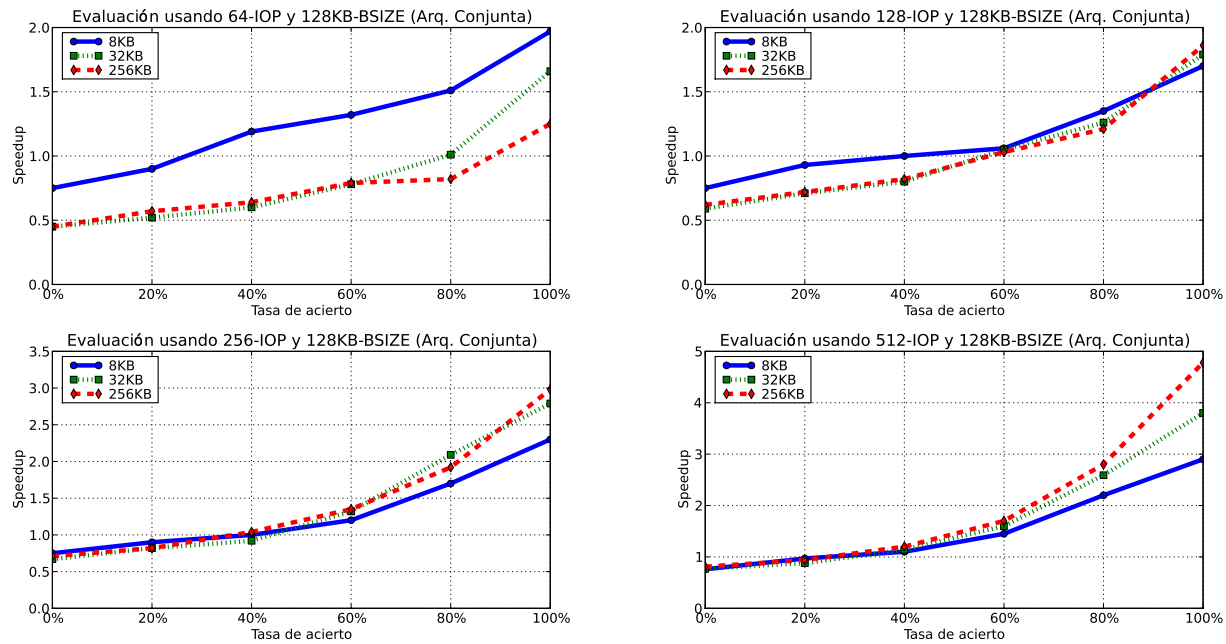 Evaluación usando 64-IOP y 128KB-BSIZE (Arq. Conjunta)
2.0
1.5
1.0
0.5
0.0
Speedup
8KB
32KB
256KB
0% 20% 40% 60% 80% 100%
Tasa de acierto
Evaluación usando 128-IOP y 128KB-BSIZE (Arq. Conjunta)
2.0
1.5
1.0
0.5
0.0
Speedup
8KB
32KB
256KB
0% 20% 40% 60% 80% 100%
Tasa de acierto
Evaluación usando 256-IOP y 128KB-BSIZE (Arq. Conjunta)
3.5
3.0
2.5
2.0
1.5
1.0
0.5
0.0
Speedup
8KB
32KB
256KB
0% 20% 40% 60% 80% 100%
Tasa de acierto
Evaluación usando 512-IOP y 128KB-BSIZE (Arq. Conjunta)
5
4
3
2
1
0
Speedup
8KB
32KB
256KB
0% 20% 40% 60% 80% 100%
Tasa de acierto